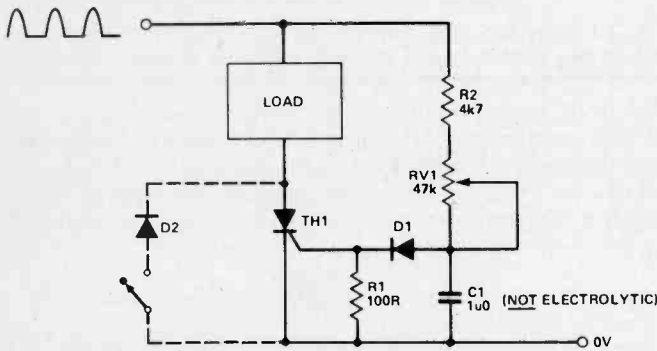 LOAD
R2
4k7
RV1
47k
D2
TH1
D1
R1
100R
C1
1u0
(NOT ELECTROLYTIC)
0V